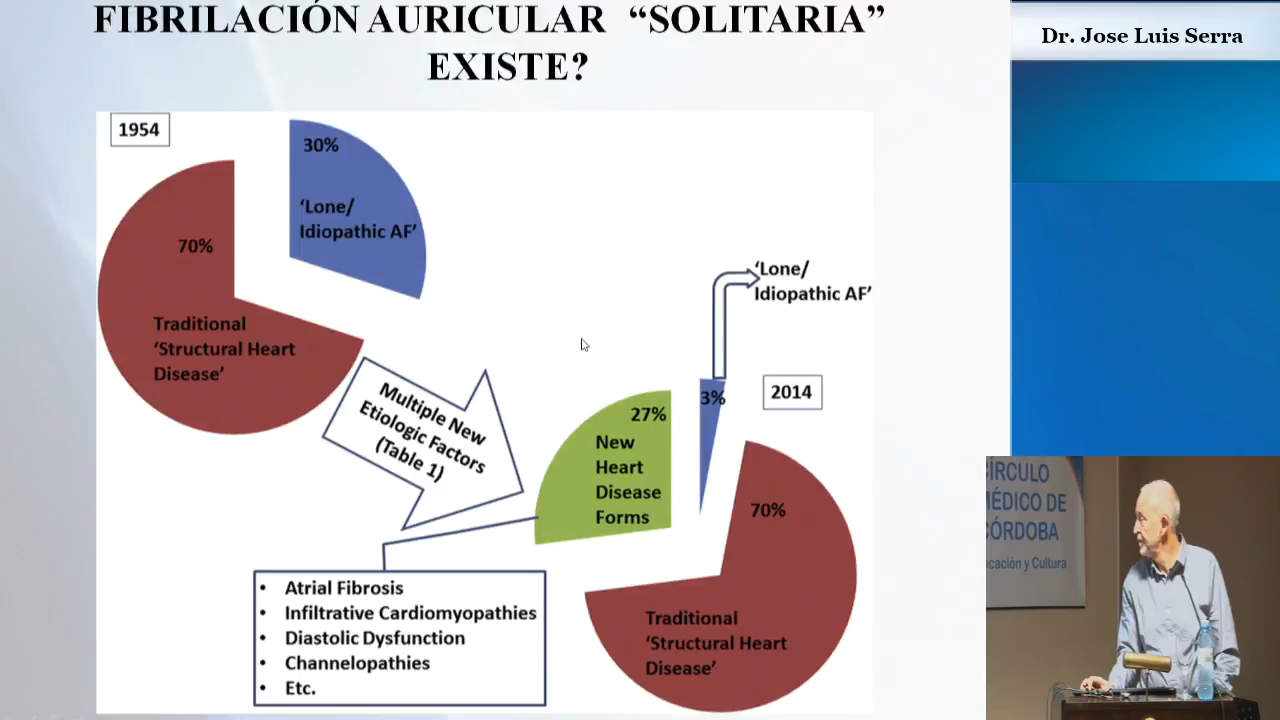 FIBRILACIÓN AURICULAR “SOLITARIA”
EXISTE?
Dr. Jose Luis Serra
1954
30%
‘Lone/
Idiopathic AF’
70%
Traditional
‘Structural Heart
Disease’
Multiple New
Etiologic Factors
(Table 1)
‘Lone/
Idiopathic AF’
2014
3%
27%
New
Heart
Disease
Forms
70%
Traditional
‘Structural Heart
Disease’
• Atrial Fibrosis
• Infiltrative Cardiomyopathies
• Diastolic Dysfunction
• Channelopathies
• Etc.
CÍRCULO
MÉDICO DE
CÓRDOBA
ucación y Cultura